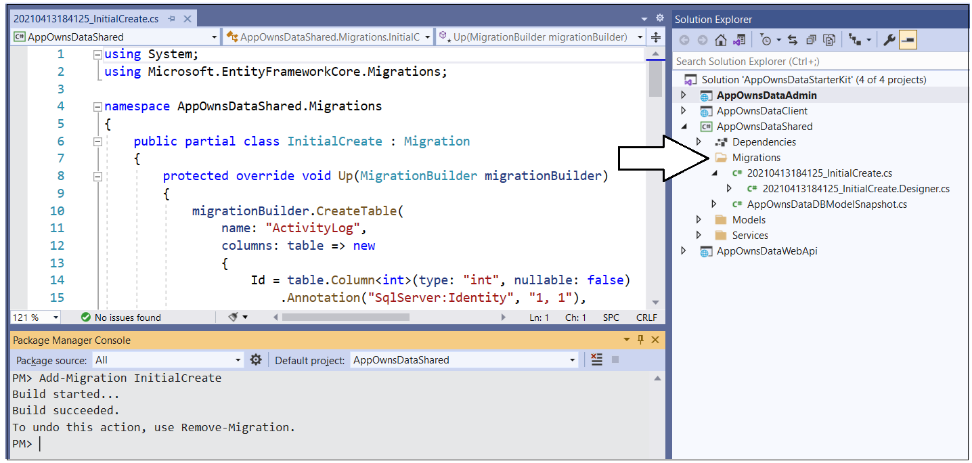 20210413184125_InitialCreate.cs
AppOwnsDataShared
AppOwnsDataShared.Migrations.InitialC
Up(MigrationBuilder migrationBuilder)
1 using System;
2 using Microsoft.EntityFrameworkCore.Migrations;
3
4 namespace AppOwnsDataShared.Migrations
5 {
6 public partial class InitialCreate : Migration
7 {
8 protected override void Up(MigrationBuilder migrationBuilder)
9 {
10 migrationBuilder.CreateTable(
11 name: "ActivityLog",
12 columns: table => new
13 {
14 Id = table.Column<int>(type: "int", nullable: false)
15 .Annotation("SqlServer:Identity", "1, 1"),
121 % No issues found Ln: 1 Ch: 1 SPC CRLF
Package Manager Console
Package source: All Default project: AppOwnsDataShared
PM> Add-Migration InitialCreate
Build started...
Build succeeded.
To undo this action, use Remove-Migration.
PM>
Solution Explorer
Search Solution Explorer (Ctrl+;)
Solution 'AppOwnsDataStarterKit' (4 of 4 projects)
AppOwnsDataAdmin
AppOwnsDataClient
C# AppOwnsDataShared
Dependencies
Migrations
C# 20210413184125_InitialCreate.cs
C# 20210413184125_InitialCreate.Designer.cs
C# AppOwnsDataDBModelSnapshot.cs
Models
Services
AppOwnsDataWebApi